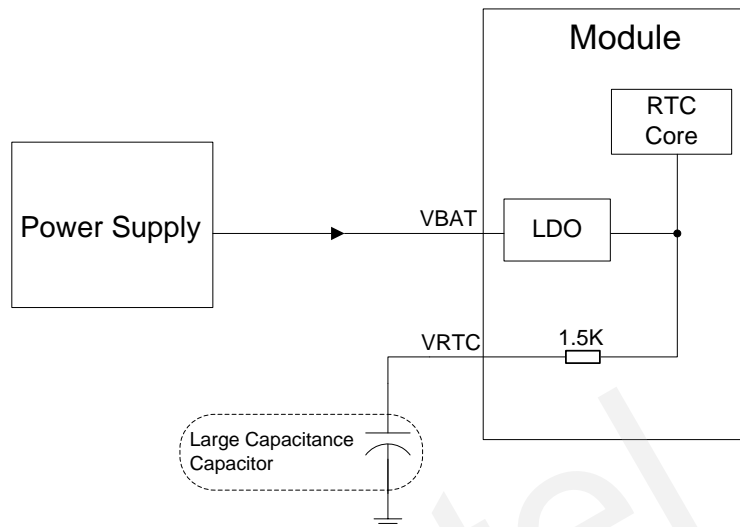 Module
RTC
Core
Power Supply
VBAT
LDO
VRTC
1.5K
Large Capacitance
Capacitor